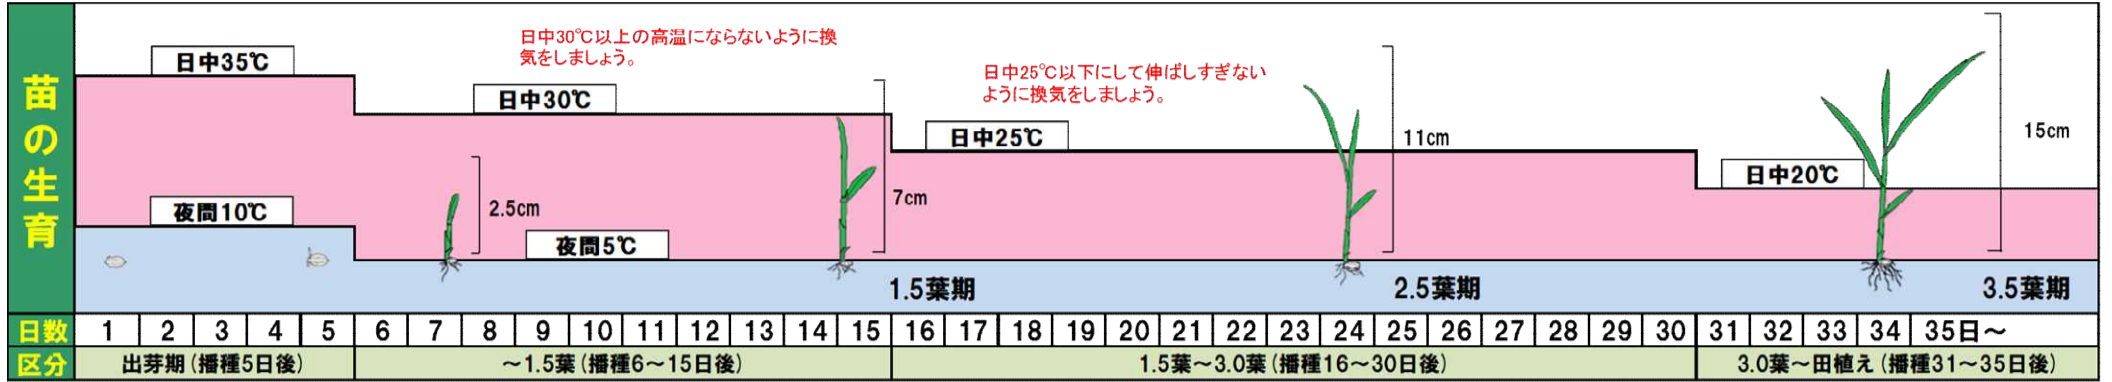 苗の生育
日中35℃
夜間10℃
日中30℃以上の高温にならないように換
気をしましょう。
日中30℃
2.5cm
夜間5℃
7cm
日中25℃以下にして伸ばしすぎない
ように換気をしましょう。
日中25℃
11cm
日中20℃
15cm
1.5葉期
2.5葉期
3.5葉期
日数 1 2 3 4 5 6 7 8 9 10 11 12 13 14 15 16 17 18 19 20 21 22 23 24 25 26 27 28 29 30 31 32 33 34 35日～
区分 出芽期(播種5日後) ～1.5葉(播種6～15日後) 1.5葉～3.0葉(播種16～30日後) 3.0葉～田植え(播種31～35日後)